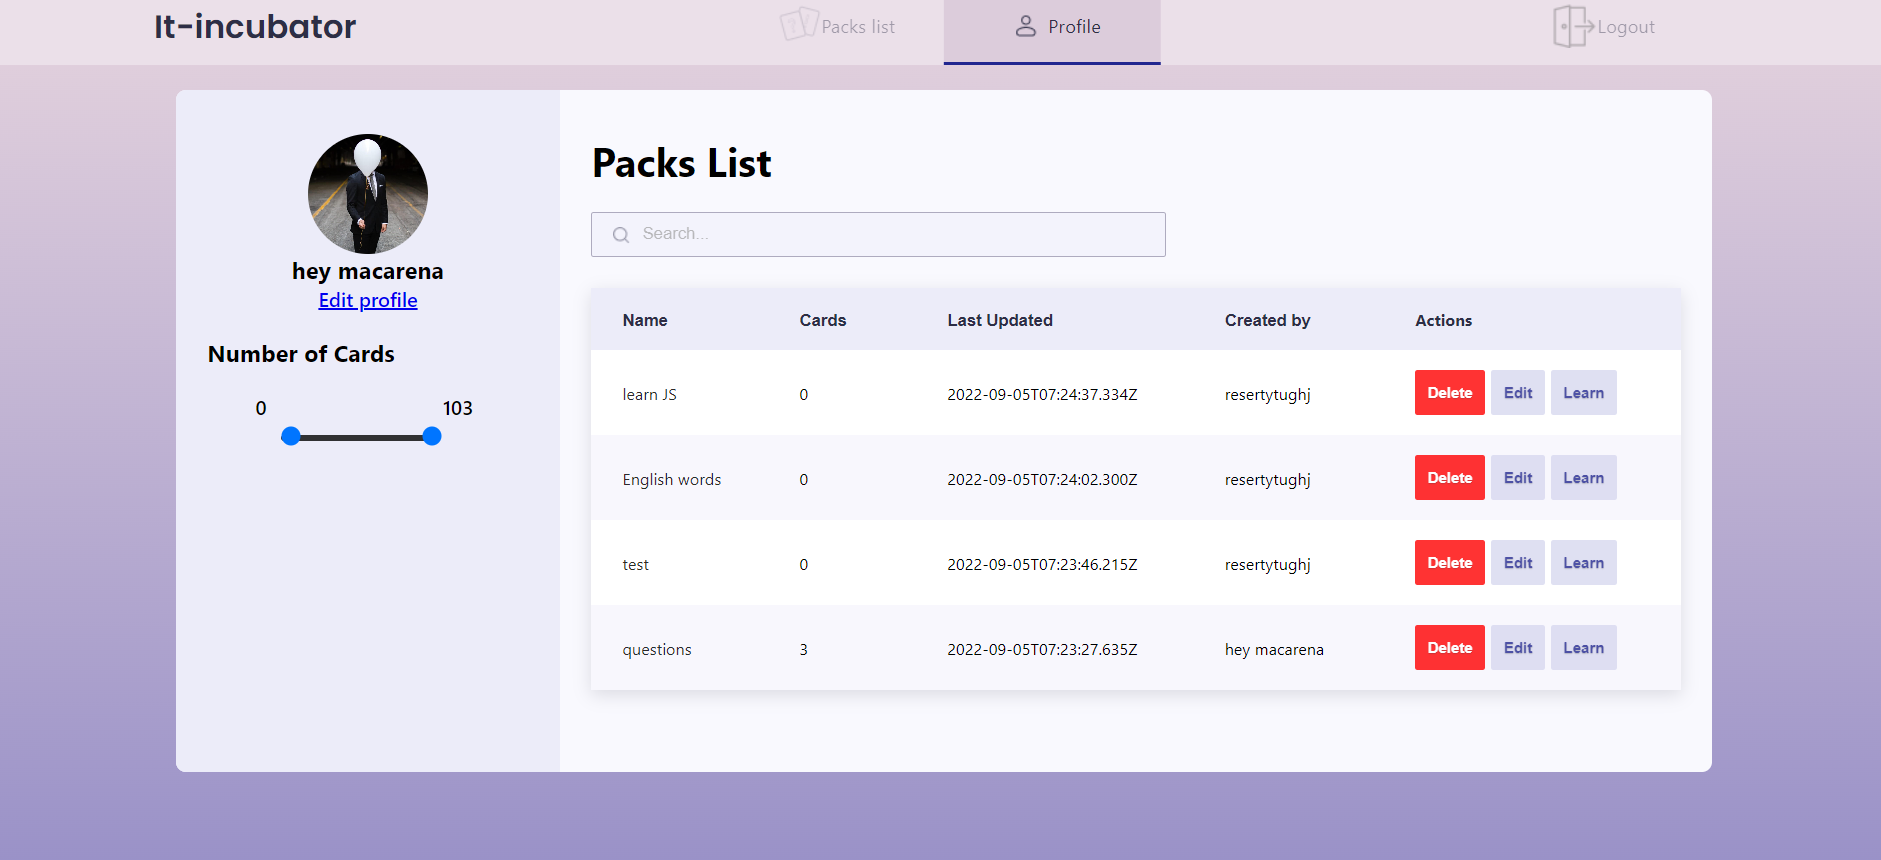 It-incubator
Packs list
Profile
Logout
hey macarena
Edit profile
Number of Cards
0 103
Packs List
Search...
Name Cards Last Updated Created by Actions
learn JS 0 2022-09-05T07:24:37.334Z resertytughj Delete Edit Learn
English words 0 2022-09-05T07:24:02.300Z resertytughj Delete Edit Learn
test 0 2022-09-05T07:23:46.215Z resertytughj Delete Edit Learn
questions 3 2022-09-05T07:23:27.635Z hey macarena Delete Edit Learn